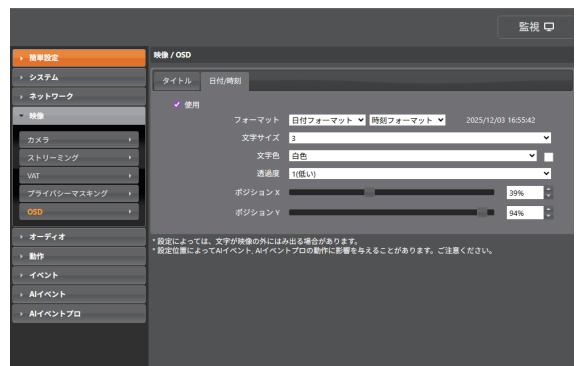 監視
簡単設定
システム
ネットワーク
映像
カメラ
ストリーミング
VAT
プライバシーマスキング
OSD
オーディオ
動作
イベント
AIイベント
AIイベントプロ
映像 / OSD
タイトル 日付/時刻
使用
フォーマット 日付フォーマット 時刻フォーマット 2025/12/03 16:55:42
文字サイズ 3
文字色 白色
透過度 1(低い)
ポジション X 39%
ポジション Y 94%
* 設定によっては、文字が映像の外にはみ出る場合があります。
* 設定位置によってAIイベント, AIイベントプロの動作に影響を与えることがあります。ご注意ください。